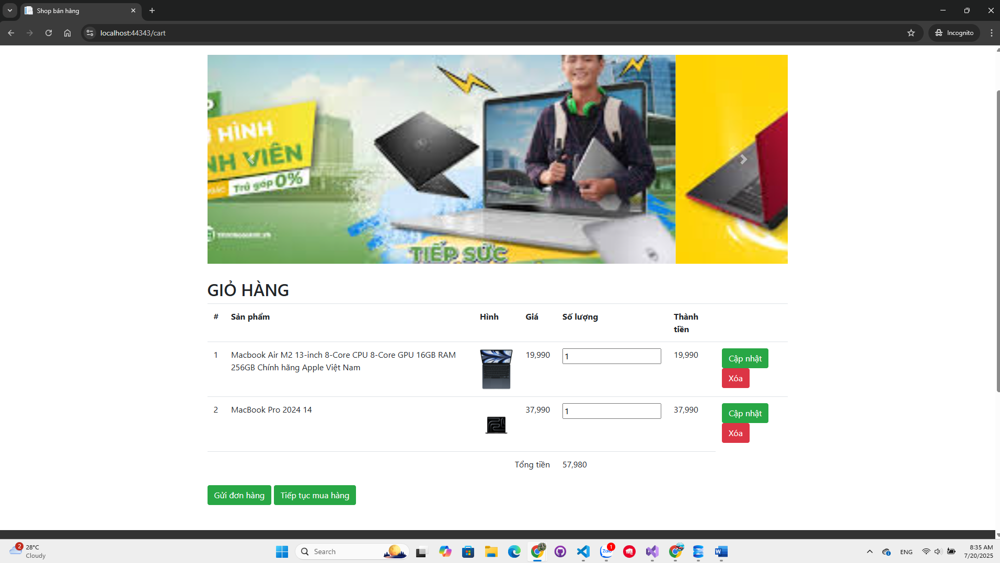 Shop bán hàng
localhost:44343/cart
Incognito
HÌNH
NH VIÊN
Trả góp 0%
TIẾP SỨC
GIỎ HÀNG
# Sản phẩm Hình Giá Số lượng Thành
tiền
1 Macbook Air M2 13-inch 8-Core CPU 8-Core GPU 16GB RAM 19,990 1 19,990 Cập nhật
256GB Chính hãng Apple Việt Nam
Xóa
2 MacBook Pro 2024 14 37,990 1 37,990 Cập nhật
Xóa
Tổng tiền 57,980
Gửi đơn hàng Tiếp tục mua hàng
2
28°C
Cloudy
Search
Zalo
1
ENG
8:35 AM
7/20/2025